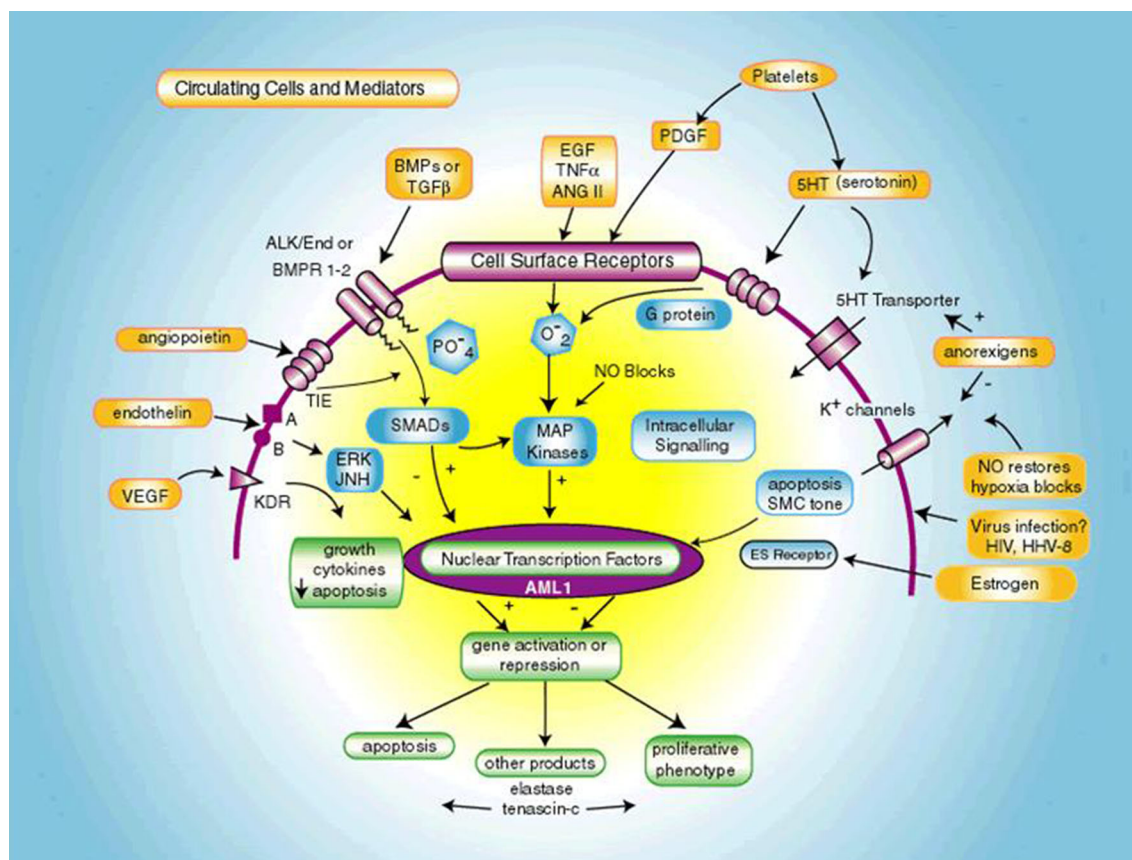 Circulating Cells and Mediators
Platelets
PDGF
EGF
TNFα
ANG II
BMPs or
TGFβ
5HT (serotonin)
ALK/End or
BMPR 1-2
Cell Surface Receptors
5HT Transporter
G protein
+
anorexigens
-
angiopoietin
PO⁻4
O⁻2
NO Blocks
TIE
K⁺ channels
endothelin
A
B
SMADs
MAP
Kinases
Intracellular
Signalling
ERK
JNH
-
+
+
apoptosis
SMC tone
NO restores
hypoxia blocks
VEGF
KDR
Virus infection?
HIV, HHV-8
growth
cytokines
↓ apoptosis
Nuclear Transcription Factors
AML1
ES Receptor
Estrogen
+
-
gene activation or
repression
apoptosis
other products
proliferative
phenotype
elastase
tenascin-c